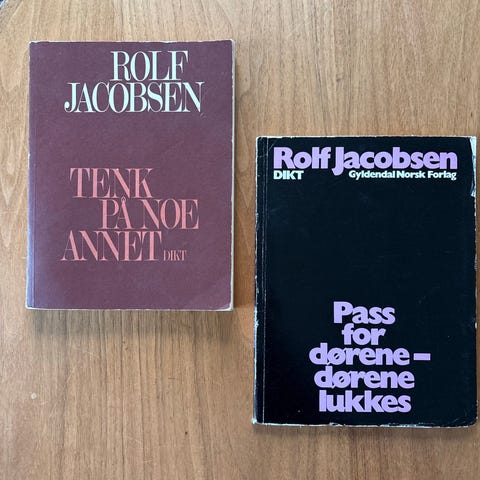 ROLF
JACOBSEN
TENK
PÅ NOE
ANNET DIKT
Rolf Jacobsen
DIKT Gyldendal Norsk Forlag
Pass
for
dørene–
dørene
lukkes